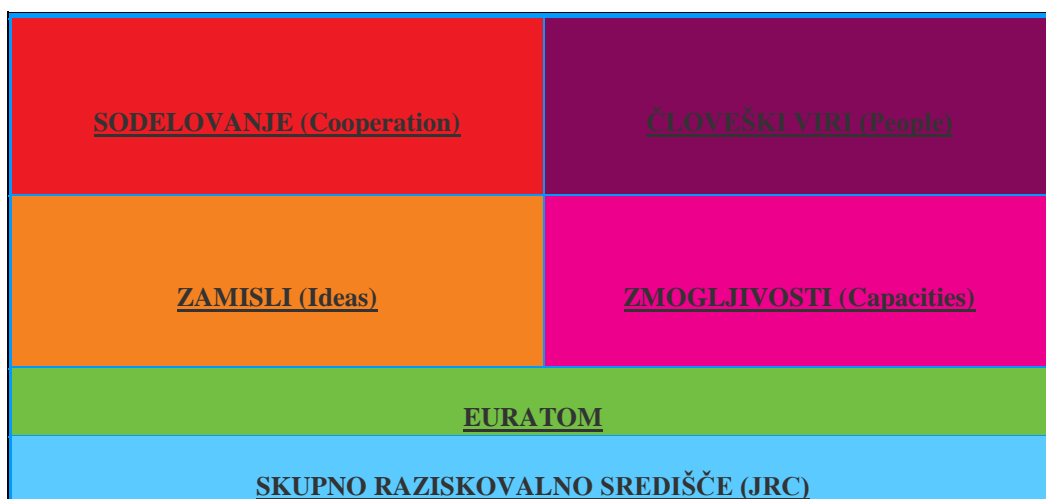 SODELOVANJE (Cooperation)
ČLOVEŠKI VIRI (People)
ZAMISLI (Ideas)
ZMOGLJIVOSTI (Capacities)
EURATOM
SKUPNO RAZISKOVALNO SREDIŠČE (JRC)